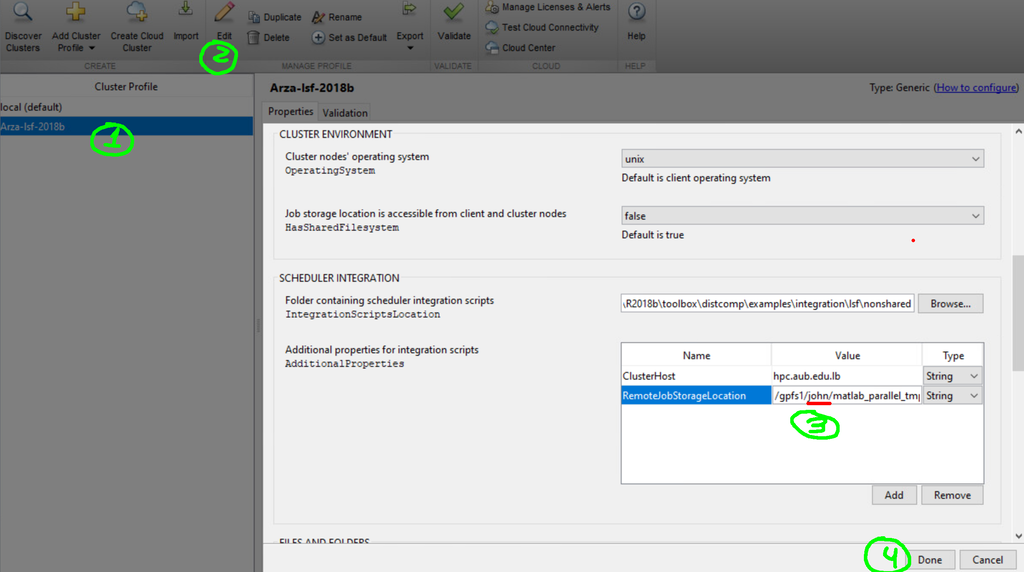 Discover Clusters
Add Cluster Profile
Create Cloud Cluster
Import
Edit
Duplicate
Delete
Rename
Set as Default
Export
Validate
Manage Licenses & Alerts
Test Cloud Connectivity
Cloud Center
Help
CREATE
MANAGE PROFILE
VALIDATE
CLOUD
HELP
2
Cluster Profile
local (default)
Arza-lsf-2018b
1
Arza-lsf-2018b
Type: Generic (How to configure)
Properties
Validation
CLUSTER ENVIRONMENT
Cluster nodes' operating system
OperatingSystem
unix
Default is client operating system
Job storage location is accessible from client and cluster nodes
HasSharedFilesystem
false
Default is true
SCHEDULER INTEGRATION
Folder containing scheduler integration scripts
IntegrationScriptsLocation
\R2018b\toolbox\distcomp\examples\integration\lsf\nonshared
Browse...
Additional properties for integration scripts
AdditionalProperties
Name Value Type
ClusterHost hpc.aub.edu.lb String
RemoteJobStorageLocation /gpfs1/john/matlab_parallel_tmp String
3
Add
Remove
FILES AND FOLDERS
4
Done
Cancel